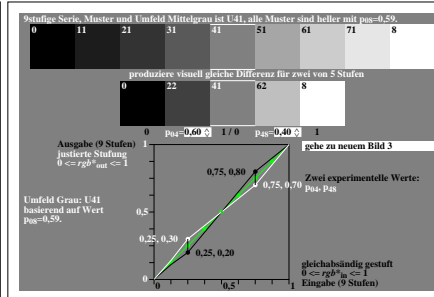 9stufige Serie, Muster und Umfeld Mittelgrau ist U41, alle Muster sind heller mit p08=0,59.
0 11 21 31 41 51 61 71 8
produziere visuell gleiche Differenz für zwei von 5 Stufen
0 22 41 62 8
0 p04=0,60 1 / 0 p48=0,40 1
Ausgabe (9 Stufen)
justierte Stufung
0 <= rgb*out <= 1
1
gehe zu neuem Bild 3
0,75, 0,80
0,75, 0,70
Zwei experimentelle Werte:
p04, p48
Umfeld Grau: U41
basierend auf Wert
p08=0,59.
0,5
0,25, 0,30
0,25, 0,20
0
0,5
1
gleichabsändig gestuft
0 <= rgb*in <= 1
Eingabe (9 Stufen)